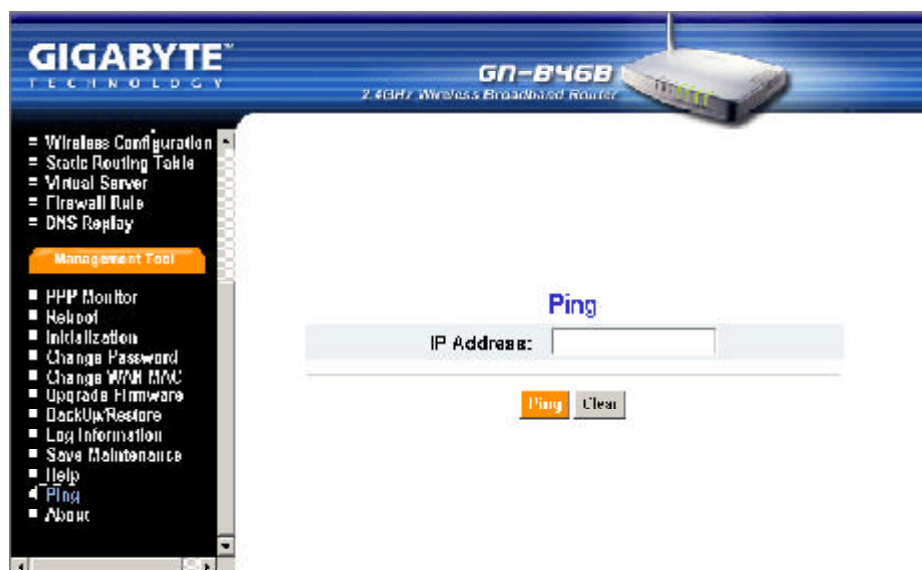 GIGABYTE™
TECHNOLOGY
GN-B46B
2.4GHz Wireless Broadband Router
Wireless Configuration
Static Routing Table
Virtual Server
Firewall Rule
DNS Replay
Management Tool
PPP Monitor
Reboot
Initialization
Change Password
Change WAN MAC
Upgrade Firmware
BackUp/Restore
Log Information
Save Maintenance
Help
Ping
About
Ping
IP Address:
Ping Clear